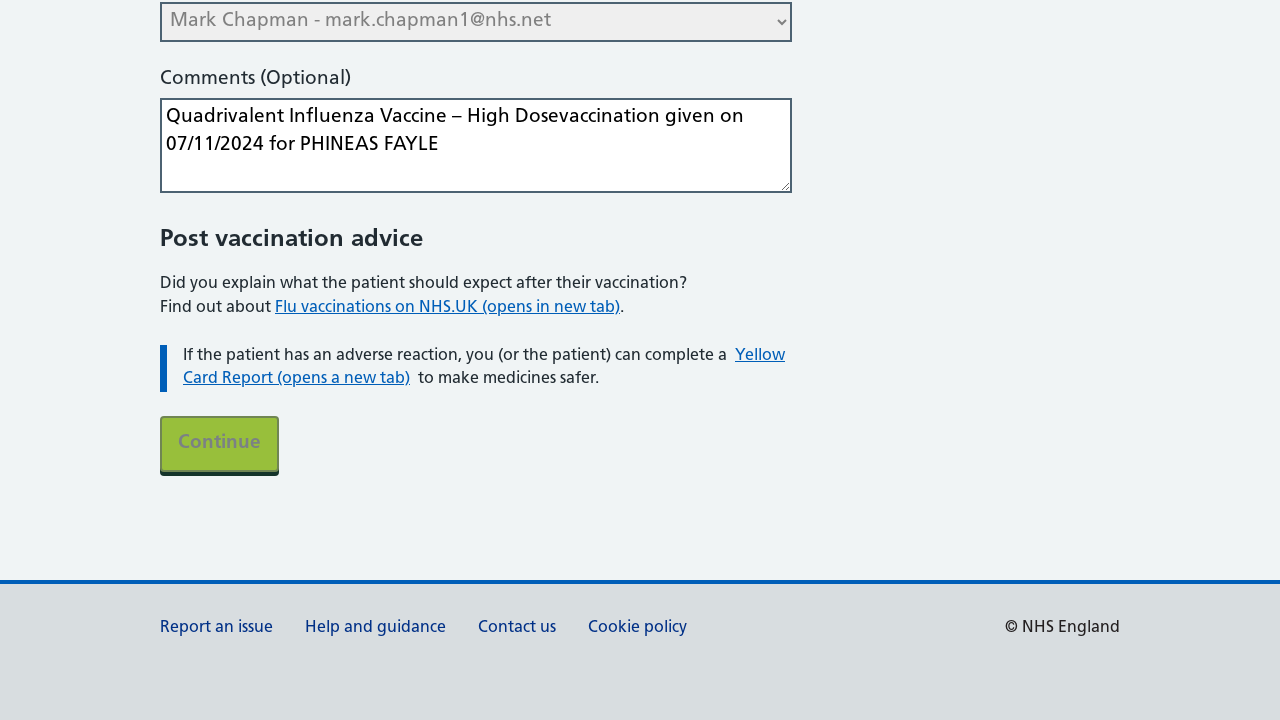 Mark Chapman - mark.chapman1@nhs.net
Comments (Optional)
Quadrivalent Influenza Vaccine – High Dosevaccination given on
07/11/2024 for PHINEAS FAYLE
Post vaccination advice
Did you explain what the patient should expect after their vaccination?
Find out about Flu vaccinations on NHS.UK (opens in new tab).
If the patient has an adverse reaction, you (or the patient) can complete a Yellow
Card Report (opens a new tab) to make medicines safer.
Continue
Report an issue Help and guidance Contact us Cookie policy © NHS England